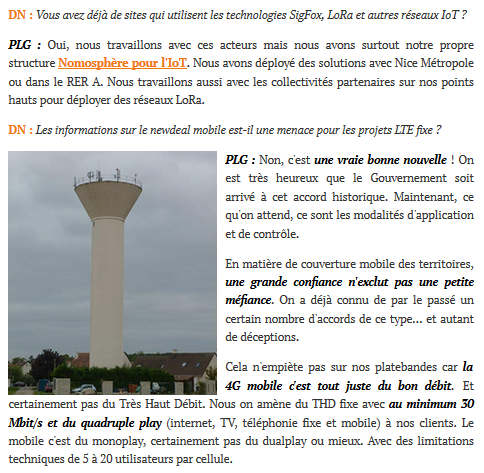 DN : Vous avez déjà de sites qui utilisent les technologies SigFox, LoRa et autres réseaux IoT ?
PLG : Oui, nous travaillons avec ces acteurs mais nous avons surtout notre propre
structure Nomosphère pour l'IoT. Nous avons déployé des solutions avec Nice Métropole
ou dans le RER A. Nous travaillons aussi avec les collectivités partenaires sur nos points
hauts pour déployer des réseaux LoRa.
DN : Les informations sur le newdeal mobile est-il une menace pour les projets LTE fixe ?
PLG : Non, c'est une vraie bonne nouvelle ! On
est très heureux que le Gouvernement soit
arrivé à cet accord historique. Maintenant, ce
qu'on attend, ce sont les modalités d'application
et de contrôle.
En matière de couverture mobile des territoires,
une grande confiance n'exclut pas une petite
méfiance. On a déjà connu de par le passé un
certain nombre d'accords de ce type... et autant
de déceptions.
Cela n'empiète pas sur nos platebandes car la
4G mobile c'est tout juste du bon débit. Et
certainement pas du Très Haut Débit. Nous on amène du THD fixe avec au minimum 30
Mbit/s et du quadruple play (internet, TV, téléphonie fixe et mobile) à nos clients. Le
mobile c'est du monoplay, certainement pas du dualplay ou mieux. Avec des limitations
techniques de 5 à 20 utilisateurs par cellule.